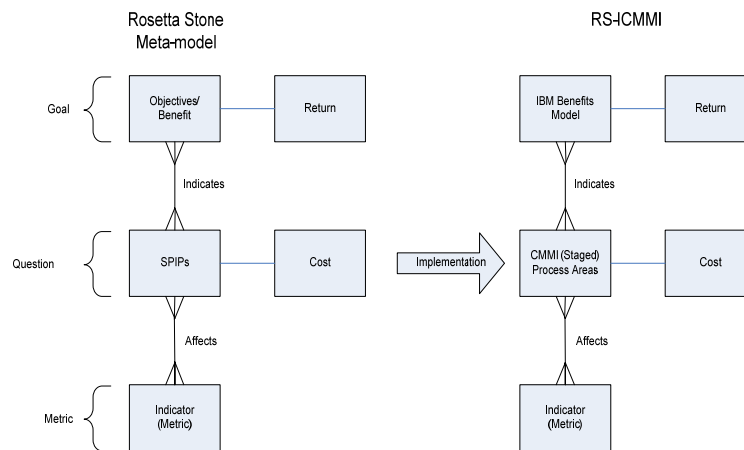 Rosetta Stone
Meta-model
RS-ICMMI
Goal
Objectives/
Benefit
Return
IBM Benefits
Model
Return
Indicates
Indicates
Question
SPIPs
Cost
Implementation
CMMI (Staged)
Process Areas
Cost
Affects
Affects
Metric
Indicator
(Metric)
Indicator
(Metric)